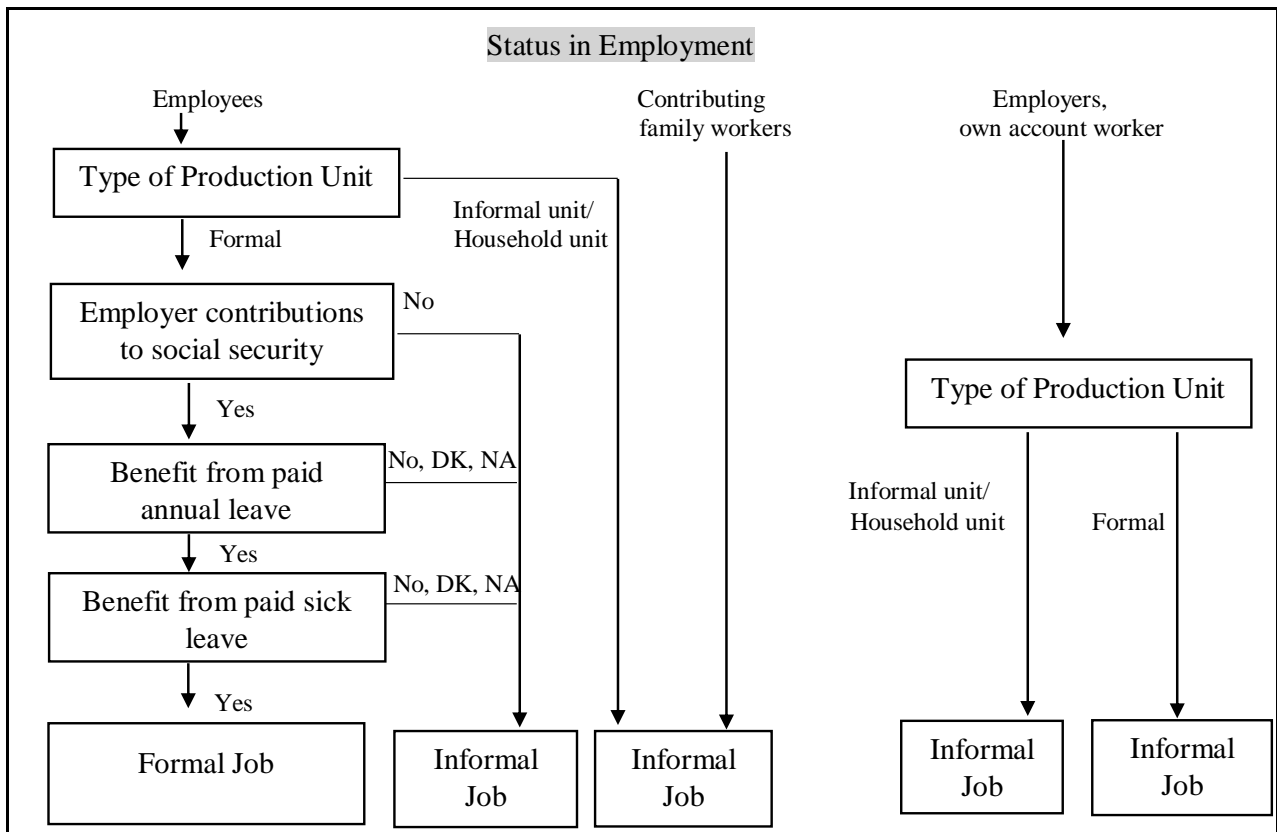 Status in Employment
Employees
Contributing
family workers
Employers,
own account worker
Type of Production Unit
Informal unit/
Household unit
Formal
Employer contributions
to social security
No
Yes
Type of Production Unit
Benefit from paid
annual leave
No, DK, NA
Informal unit/
Household unit
Formal
Yes
Benefit from paid sick
leave
No, DK, NA
Yes
Formal Job
Informal
Job
Informal
Job
Informal
Job
Informal
Job